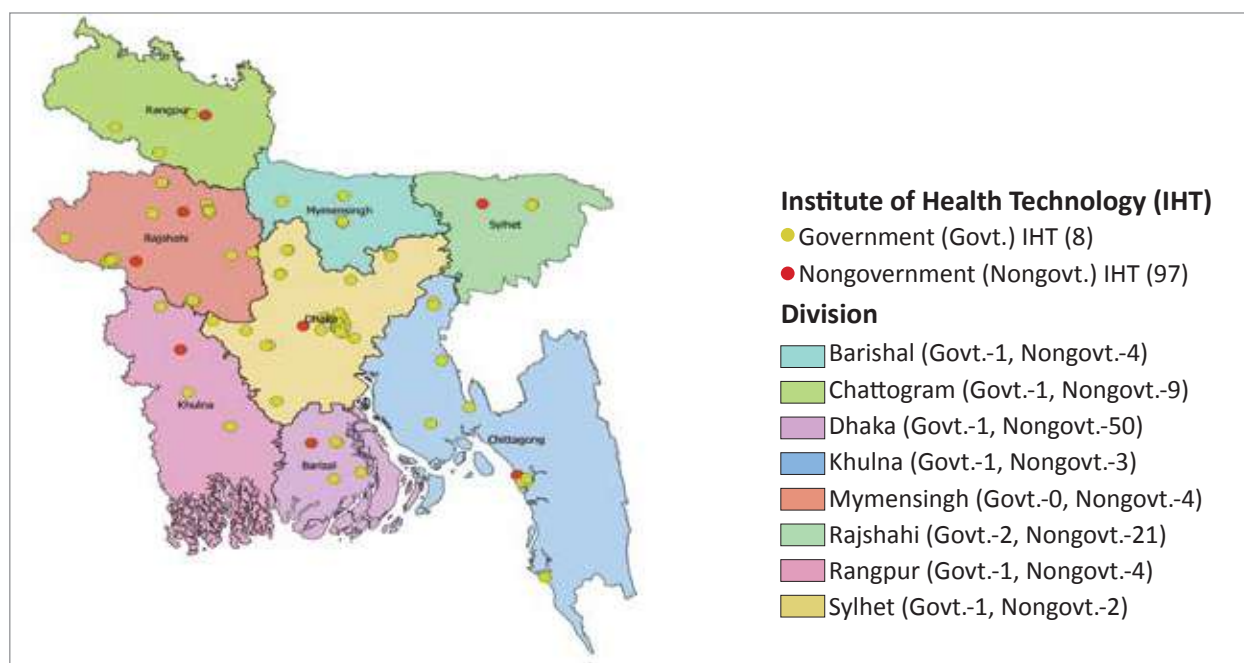 Rangpur
Mymensingh
Sylhet
Rajshahi
Dhaka
Khulna
Chittagong
Barisal
Institute of Health Technology (IHT)
Government (Govt.) IHT (8)
Nongovernment (Nongovt.) IHT (97)
Division
Barishal (Govt.-1, Nongovt.-4)
Chattogram (Govt.-1, Nongovt.-9)
Dhaka (Govt.-1, Nongovt.-50)
Khulna (Govt.-1, Nongovt.-3)
Mymensingh (Govt.-0, Nongovt.-4)
Rajshahi (Govt.-2, Nongovt.-21)
Rangpur (Govt.-1, Nongovt.-4)
Sylhet (Govt.-1, Nongovt.-2)